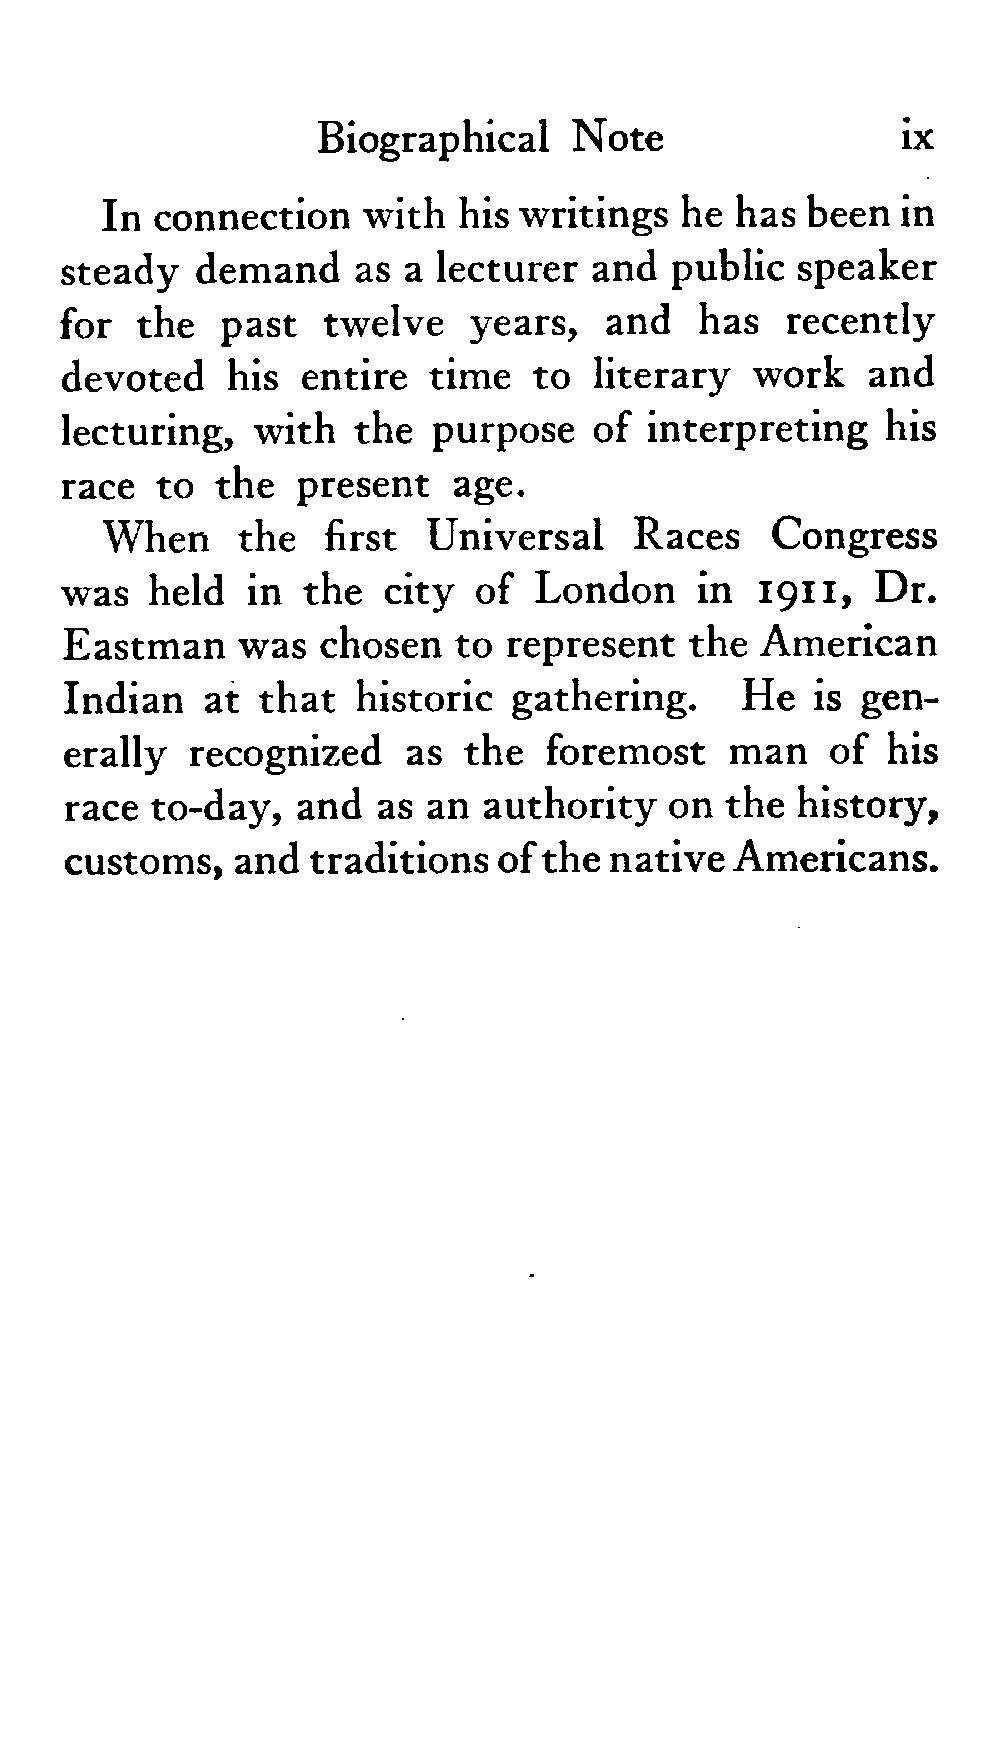 Biographical Note ix
In connection with his writings he has been in
steady demand as a lecturer and public speaker
for the past twelve years, and has recently
devoted his entire time to literary work and
lecturing, with the purpose of interpreting his
race to the present age.
When the first Universal Races Congress
was held in the city of London in 1911, Dr.
Eastman was chosen to represent the American
Indian at that historic gathering. He is gen-
erally recognized as the foremost man of his
race to-day, and as an authority on the history,
customs, and traditions of the native Americans.